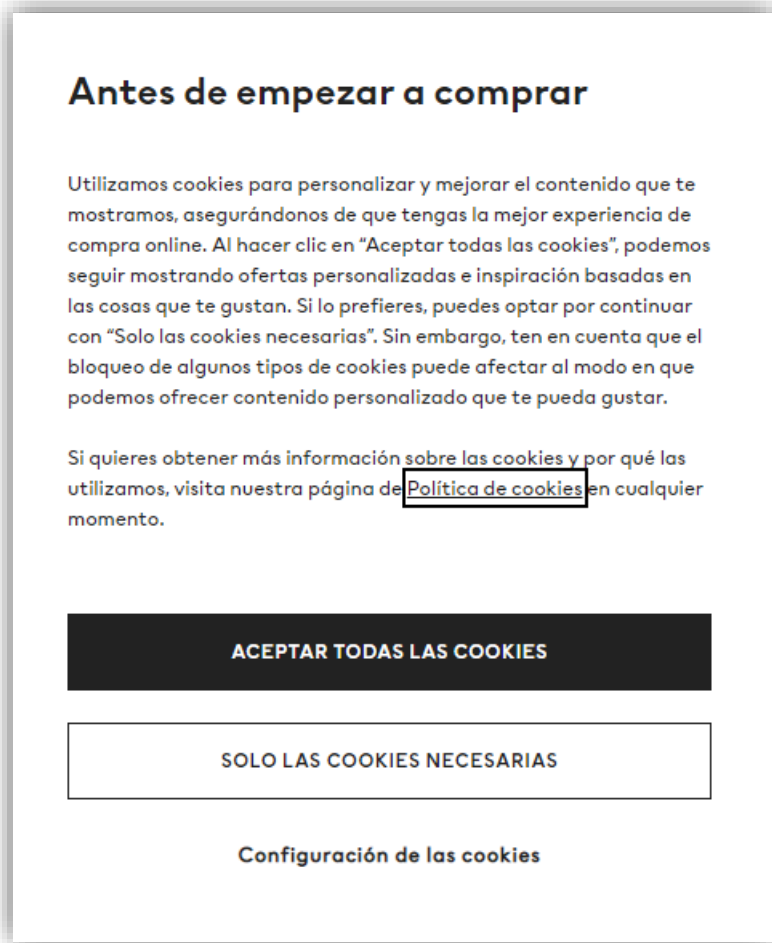 Antes de empezar a comprar
Utilizamos cookies para personalizar y mejorar el contenido que te
mostramos, asegurándonos de que tengas la mejor experiencia de
compra online. Al hacer clic en “Aceptar todas las cookies”, podemos
seguir mostrando ofertas personalizadas e inspiración basadas en
las cosas que te gustan. Si lo prefieres, puedes optar por continuar
con “Solo las cookies necesarias”. Sin embargo, ten en cuenta que el
bloqueo de algunos tipos de cookies puede afectar al modo en que
podemos ofrecer contenido personalizado que te pueda gustar.
Si quieres obtener más información sobre las cookies y por qué las
utilizamos, visita nuestra página de Política de cookies en cualquier
momento.
ACEPTAR TODAS LAS COOKIES
SOLO LAS COOKIES NECESARIAS
Configuración de las cookies